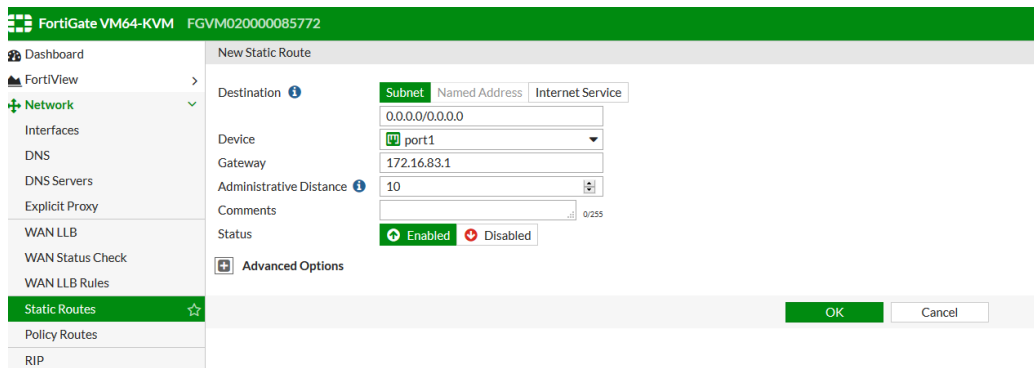 FortiGate VM64-KVM FGVM020000085772
Dashboard
FortiView
Network
Interfaces
DNS
DNS Servers
Explicit Proxy
WAN LLB
WAN Status Check
WAN LLB Rules
Static Routes
Policy Routes
RIP
New Static Route
Destination Subnet Named Address Internet Service
0.0.0.0/0.0.0.0
Device port1
Gateway 172.16.83.1
Administrative Distance 10
Comments 0/255
Status Enabled Disabled
Advanced Options
OK Cancel